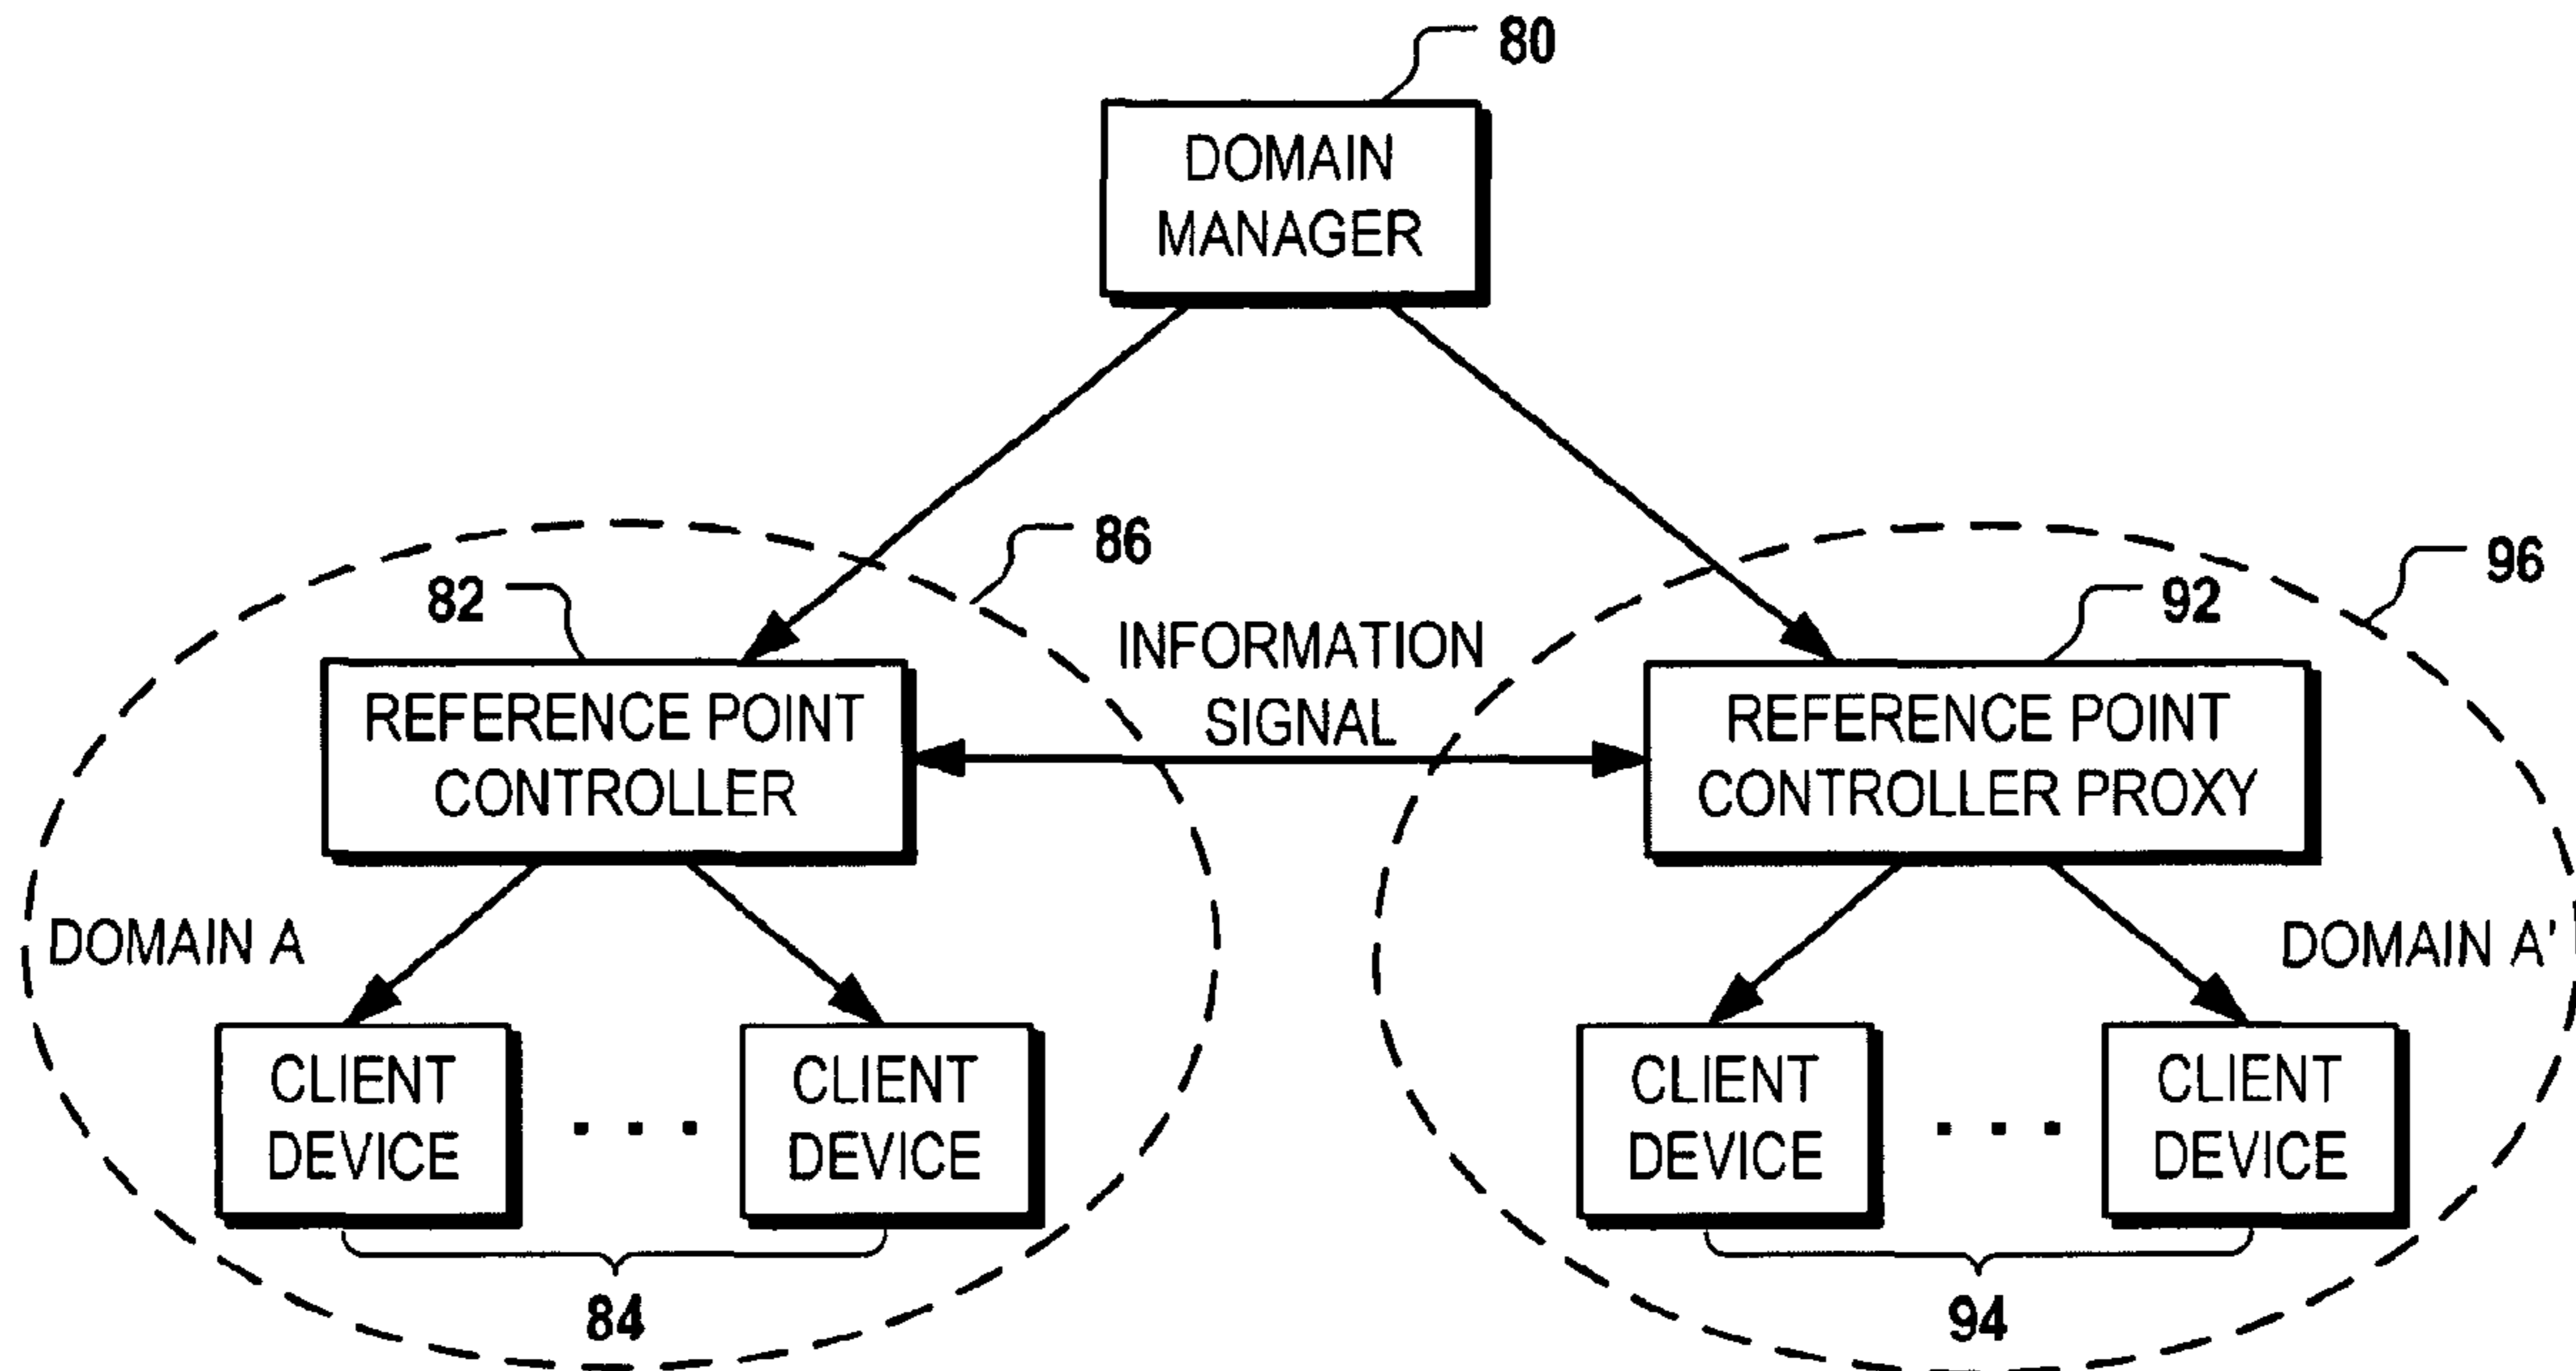 80
DOMAIN
MANAGER
86
96
82
92
INFORMATION
SIGNAL
REFERENCE POINT
CONTROLLER
REFERENCE POINT
CONTROLLER PROXY
DOMAIN A
DOMAIN A'
CLIENT
DEVICE
. . .
CLIENT
DEVICE
CLIENT
DEVICE
. . .
CLIENT
DEVICE
84
94